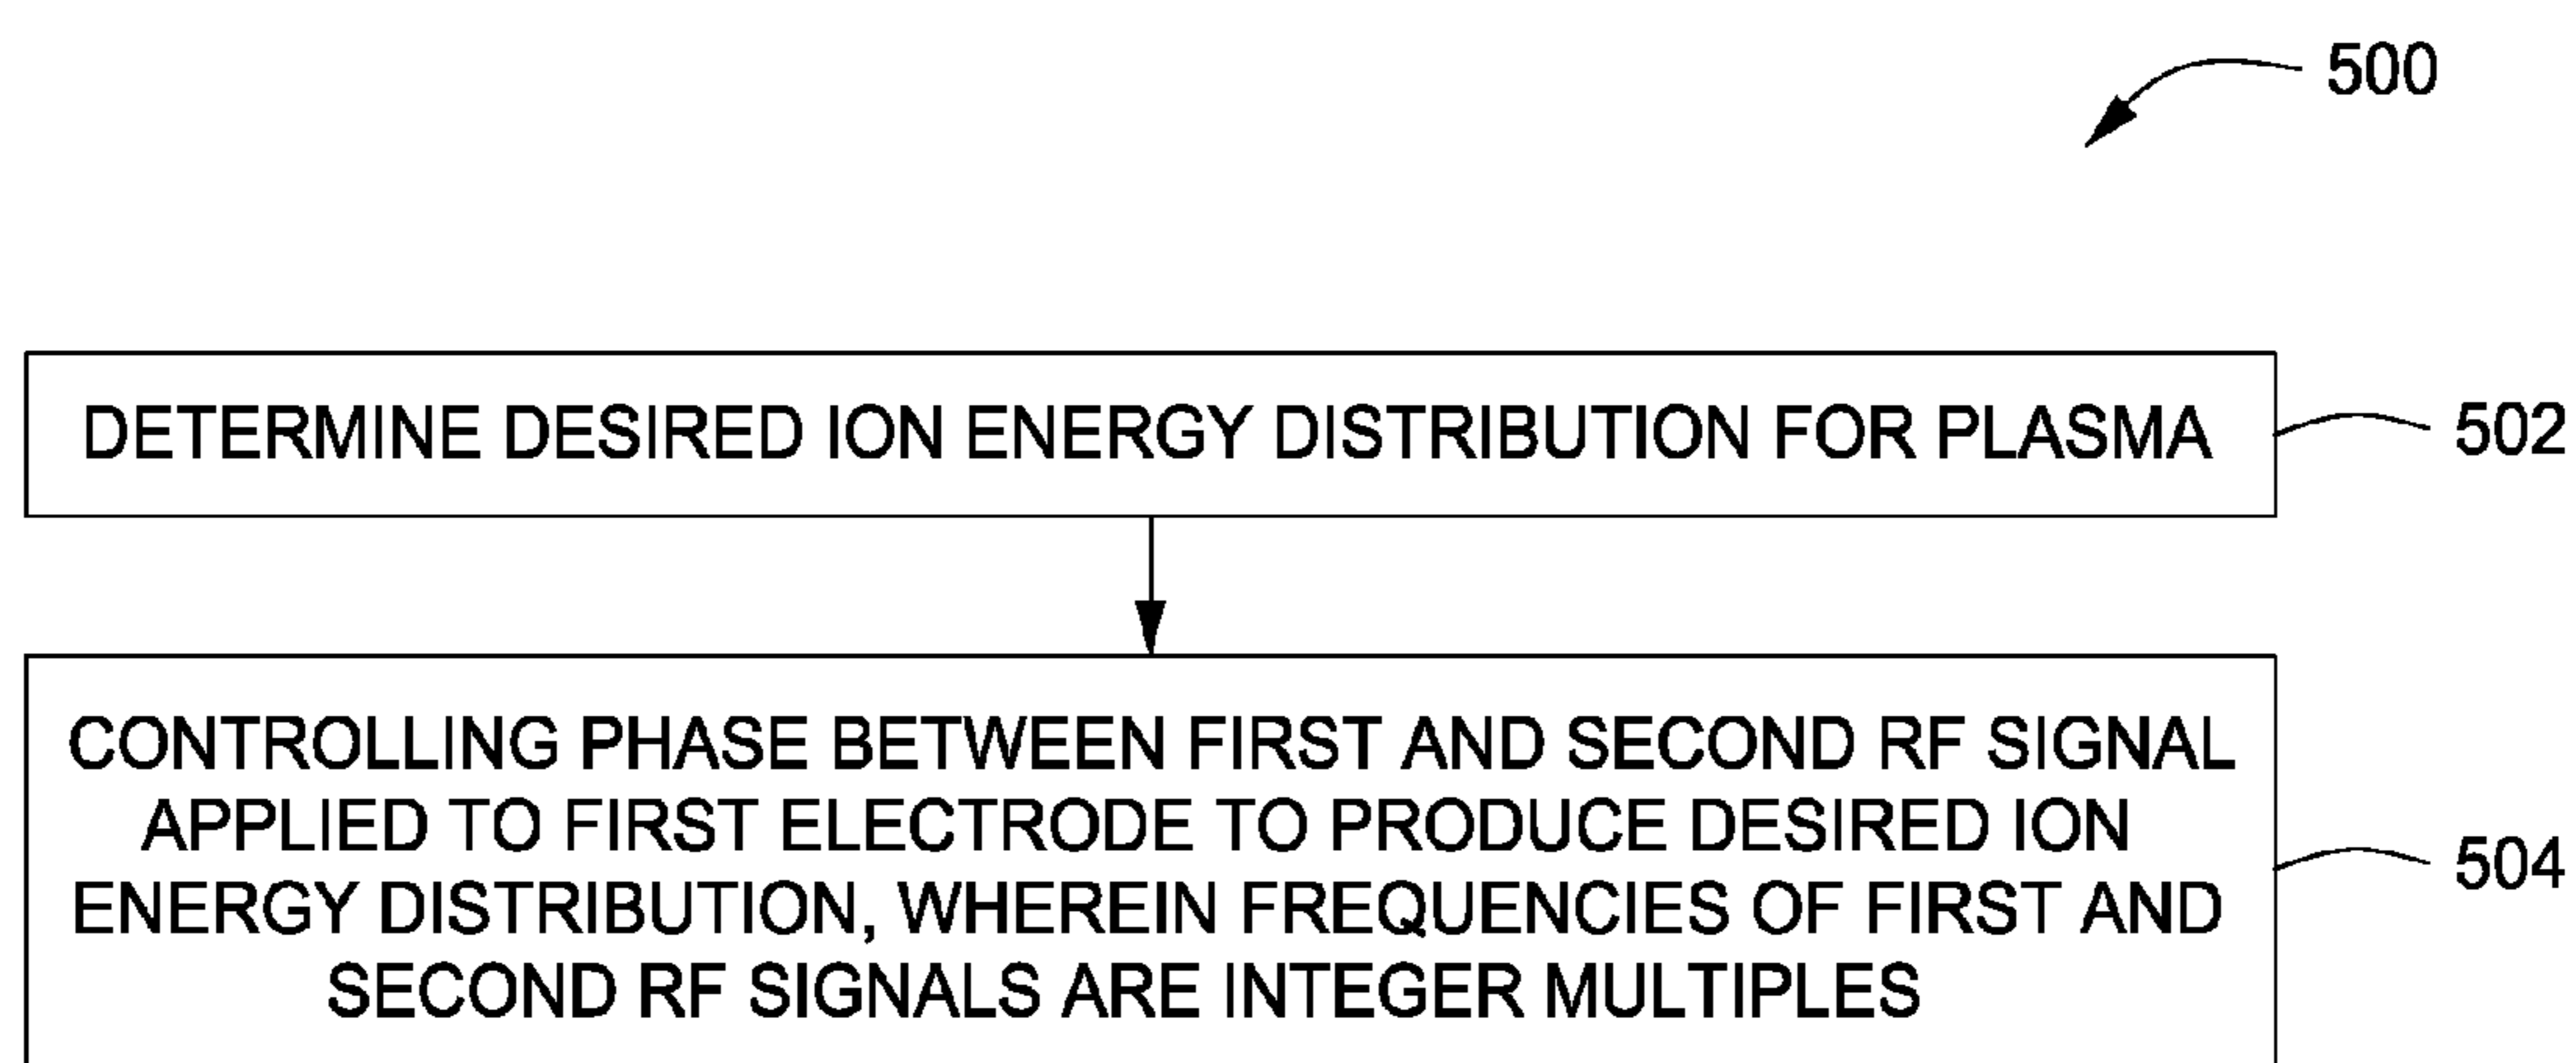 500
DETERMINE DESIRED ION ENERGY DISTRIBUTION FOR PLASMA
502
CONTROLLING PHASE BETWEEN FIRST AND SECOND RF SIGNAL
APPLIED TO FIRST ELECTRODE TO PRODUCE DESIRED ION
ENERGY DISTRIBUTION, WHEREIN FREQUENCIES OF FIRST AND
SECOND RF SIGNALS ARE INTEGER MULTIPLES
504